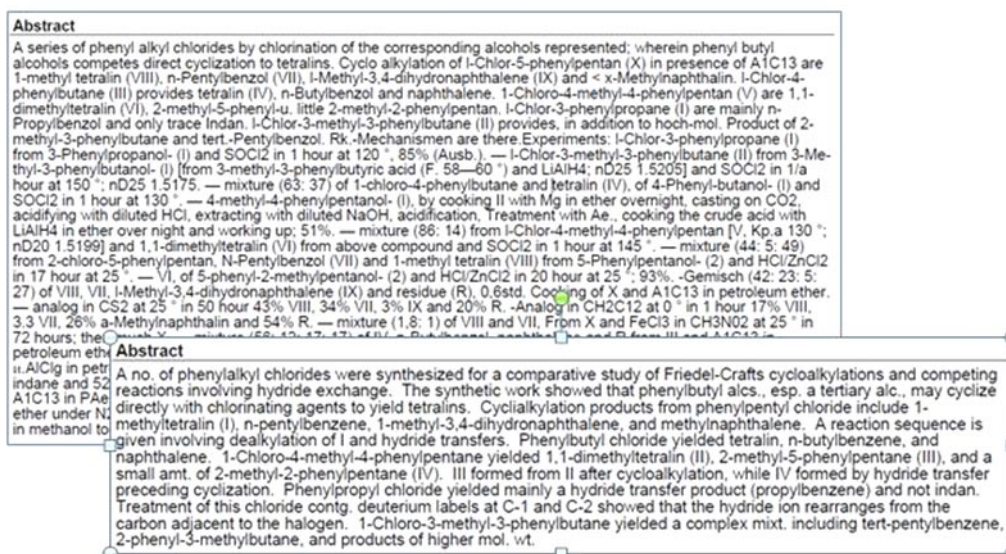 Abstract
A series of phenyl alkyl chlorides by chlorination of the corresponding alcohols represented; wherein phenyl butyl
alcohols competes direct cyclization to tetralins. Cyclo alkylation of l-Chlor-5-phenylpentan (X) in presence of A1C13 are
1-methyl tetralin (VIII), n-Pentylbenzol (VII), l-Methyl-3,4-dihydronaphthalene (IX) and < x-Methylnaphthalin. l-Chlor-4-
phenylbutane (III) provides tetralin (IV), n-Butylbenzol and naphthalene. 1-Chloro-4-methyl-4-phenylpentan (V) are 1,1-
dimethyltetralin (VI), 2-methyl-5-phenyl-u. little 2-methyl-2-phenylpentan. l-Chlor-3-phenylpropane (I) are mainly n-
Propylbenzol and only trace Indan. l-Chlor-3-methyl-3-phenylbutane (II) provides, in addition to hoch-mol. Product of 2-
methyl-3-phenylbutane and tert.-Pentylbenzol. Rk.-Mechanismen are there.Experiments: l-Chlor-3-phenylpropane (I)
from 3-Phenylpropanol- (I) and SOCl2 in 1 hour at 120 °, 85% (Ausb.). — l-Chlor-3-methyl-3-phenylbutane (II) from 3-Me-
thyl-3-phenylbutanol- (I) [from 3-methyl-3-phenylbutyric acid (F. 58—60 °) and LiAlH4; nD25 1.5205] and SOCl2 in 1/a
hour at 150 °; nD25 1.5175. — mixture (63: 37) of 1-chloro-4-phenylbutane and tetralin (IV), of 4-Phenyl-butanol- (I) and
SOCl2 in 1 hour at 130 °. — 4-methyl-4-phenylpentanol- (I), by cooking II with Mg in ether overnight, casting on CO2,
acidifying with diluted HCl, extracting with diluted NaOH, acidification, Treatment with Ae., cooking the crude acid with
LiAlH4 in ether over night and working up; 51%. — mixture (86: 14) from l-Chlor-4-methyl-4-phenylpentan [V, Kp.a 130 °;
nD20 1.5199] and 1,1-dimethyltetralin (VI) from above compound and SOCl2 in 1 hour at 145 °. — mixture (44: 5: 49)
from 2-chloro-5-phenylpentan, N-Pentylbenzol (VII) and 1-methyl tetralin (VIII) from 5-Phenylpentanol- (2) and HCl/ZnCl2
in 17 hour at 25 °. — VI, of 5-phenyl-2-methylpentanol- (2) and HCl/ZnCl2 in 20 hour at 25 °; 93%. -Gemisch (42: 23: 5:
27) of VIII, VII, l-Methyl-3,4-dihydronaphthalene (IX) and residue (R), 0,6std. Cooking of X and A1C13 in petroleum ether.
— analog in CS2 at 25 ° in 50 hour 43% VIII, 34% VII, 3% IX and 20% R. -Analog in CH2C12 at 0 ° in 1 hour 17% VIII,
3,3 VII, 26% a-Methylnaphthalin and 54% R. — mixture (1,8: 1) of VIII and VII, From X and FeCl3 in CH3N02 at 25 ° in
72 hours; the
petroleum ethe
u.AlClg in petr
indane and 52
A1C13 in PAe
ether under N2
in methanol to
Abstract
A no. of phenylalkyl chlorides were synthesized for a comparative study of Friedel-Crafts cycloalkylations and competing
reactions involving hydride exchange. The synthetic work showed that phenylbutyl alcs., esp. a tertiary alc., may cyclize
directly with chlorinating agents to yield tetralins. Cyclialkylation products from phenylpentyl chloride include 1-
methyltetralin (I), n-pentylbenzene, 1-methyl-3,4-dihydronaphthalene, and methylnaphthalene. A reaction sequence is
given involving dealkylation of I and hydride transfers. Phenylbutyl chloride yielded tetralin, n-butylbenzene, and
naphthalene. 1-Chloro-4-methyl-4-phenylpentane yielded 1,1-dimethyltetralin (II), 2-methyl-5-phenylpentane (III), and a
small amt. of 2-methyl-2-phenylpentane (IV). III formed from II after cycloalkylation, while IV formed by hydride transfer
preceding cyclization. Phenylpropyl chloride yielded mainly a hydride transfer product (propylbenzene) and not indan.
Treatment of this chloride contg. deuterium labels at C-1 and C-2 showed that the hydride ion rearranges from the
carbon adjacent to the halogen. 1-Chloro-3-methyl-3-phenylbutane yielded a complex mixt. including tert-pentylbenzene,
2-phenyl-3-methylbutane, and products of higher mol. wt.